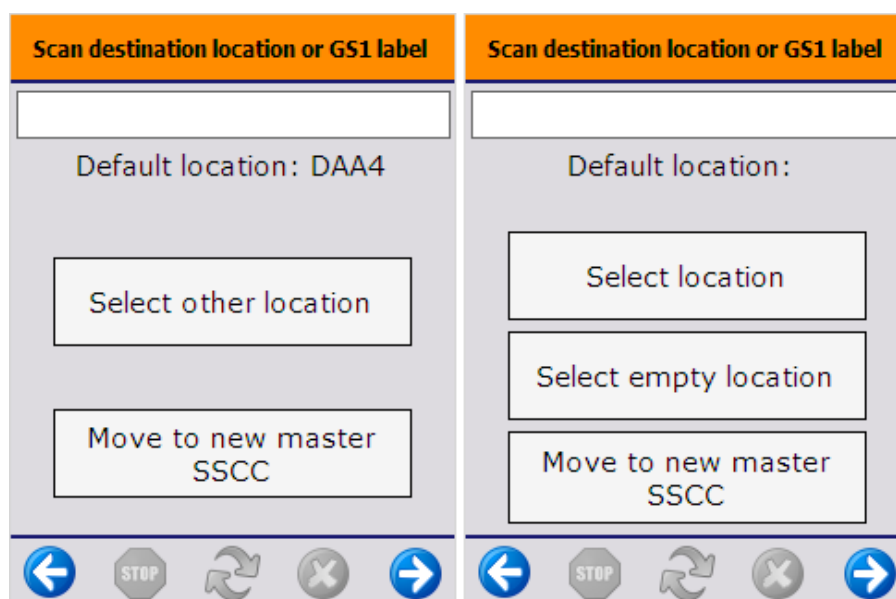 Scan destination location or GS1 label
Default location: DAA4
Select other location
Move to new master
SSCC
STOP
Scan destination location or GS1 label
Default location:
Select location
Select empty location
Move to new master
SSCC
STOP